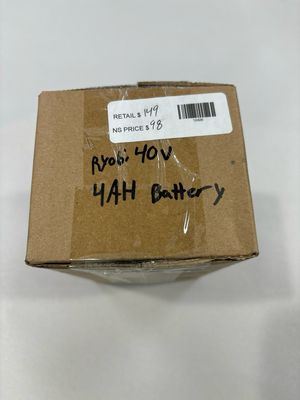 RETAIL $ 149
NS PRICE $ 98
Ryobi 40V
4AH Battery